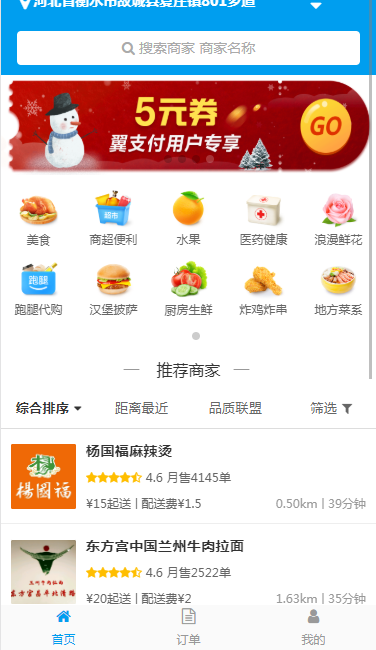 河北省衡水市故城县夏庄镇801乡道
搜索商家 商家名称
5元券
翼支付用户专享
GO
美食
超市
商超便利
水果
医药健康
浪漫鲜花
跑腿
跑腿代购
汉堡披萨
厨房生鲜
炸鸡炸串
地方菜系
推荐商家
综合排序 距离最近 品质联盟 筛选
楊國福
杨国福麻辣烫
4.6 月售4145单
¥15起送 | 配送费¥1.5 0.50km | 39分钟
东方宫中国兰州牛肉拉面
4.6 月售2522单
¥20起送 | 配送费¥2 1.63km | 35分钟
首页 订单 我的